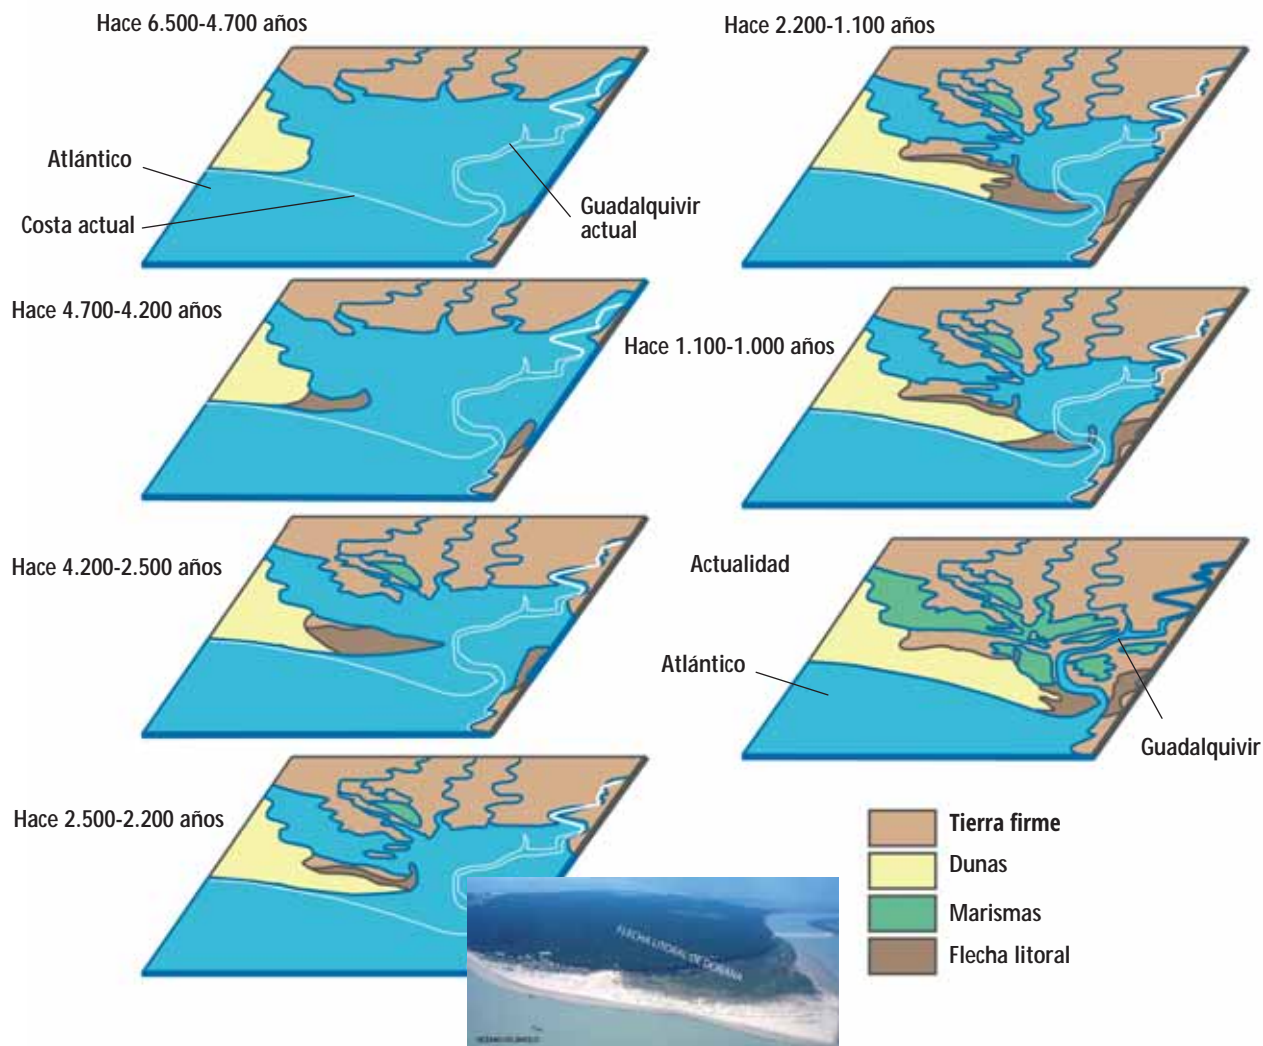 Hace 6.500-4.700 años
Atlántico
Costa actual
Guadalquivir
actual
Hace 4.700-4.200 años
Hace 4.200-2.500 años
Hace 2.500-2.200 años
FLECHA LITORAL DE DOÑANA
Hace 2.200-1.100 años
Hace 1.100-1.000 años
Actualidad
Atlántico
Guadalquivir
Tierra firme
Dunas
Marismas
Flecha litoral